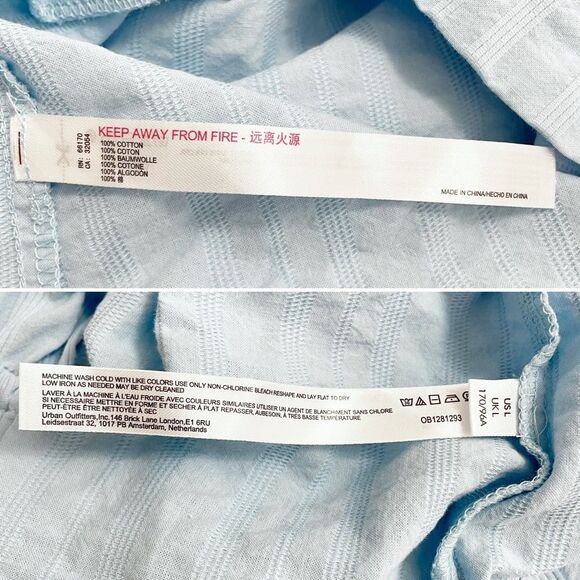 RN: 66170
CA: 32054
KEEP AWAY FROM FIRE - 远离火源
100% COTTON
100% COTON
100% BAUMWOLLE
100% COTONE
100% ALGODÓN
100% 棉
MADE IN CHINA/HECHO EN CHINA
MACHINE WASH COLD WITH LIKE COLORS USE ONLY NON-CHLORINE BLEACH RESHAPE AND LAY FLAT TO DRY
LOW IRON AS NEEDED MAY BE DRY CLEANED
LAVER À LA MACHINE À L'EAU FROIDE AVEC COULEURS SIMILAIRES UTILISER UN AGENT DE BLANCHIMENT SANS CHLORE
SI NECESSAIRE METTRE EN FORME ET SÉCHER À PLAT REPASSER, AUBESOIN, À TRÈS BASSE TEMPÉRATURE
PEUT-ÊTRE ÊTRE NETTOYÉE A SEC
Urban Outfitters,Inc.146 Brick Lane London,E1 6RU
Leidsestraat 32, 1017 PB Amsterdam, Netherlands
OB1281293
US L
UK L
170/96A